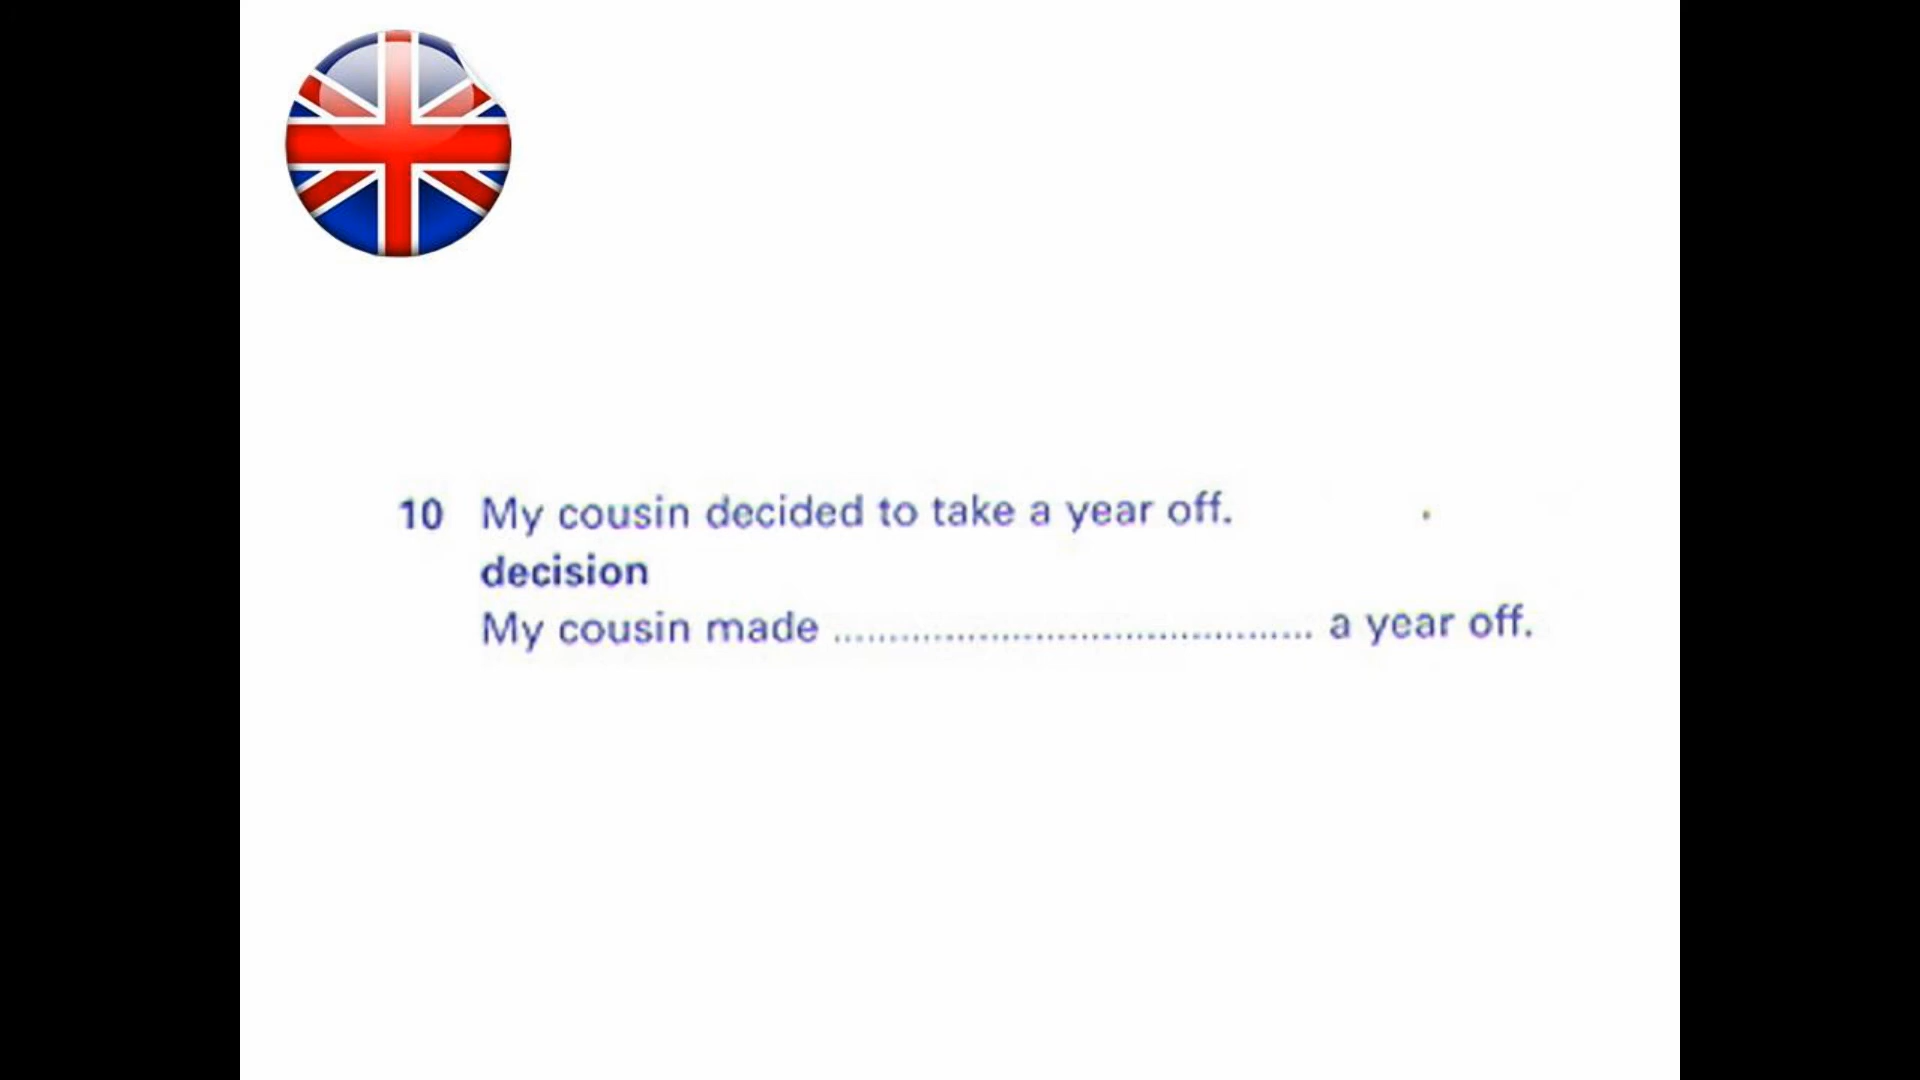 10 My cousin decided to take a year off.
decision
My cousin made ........................................... a year off.